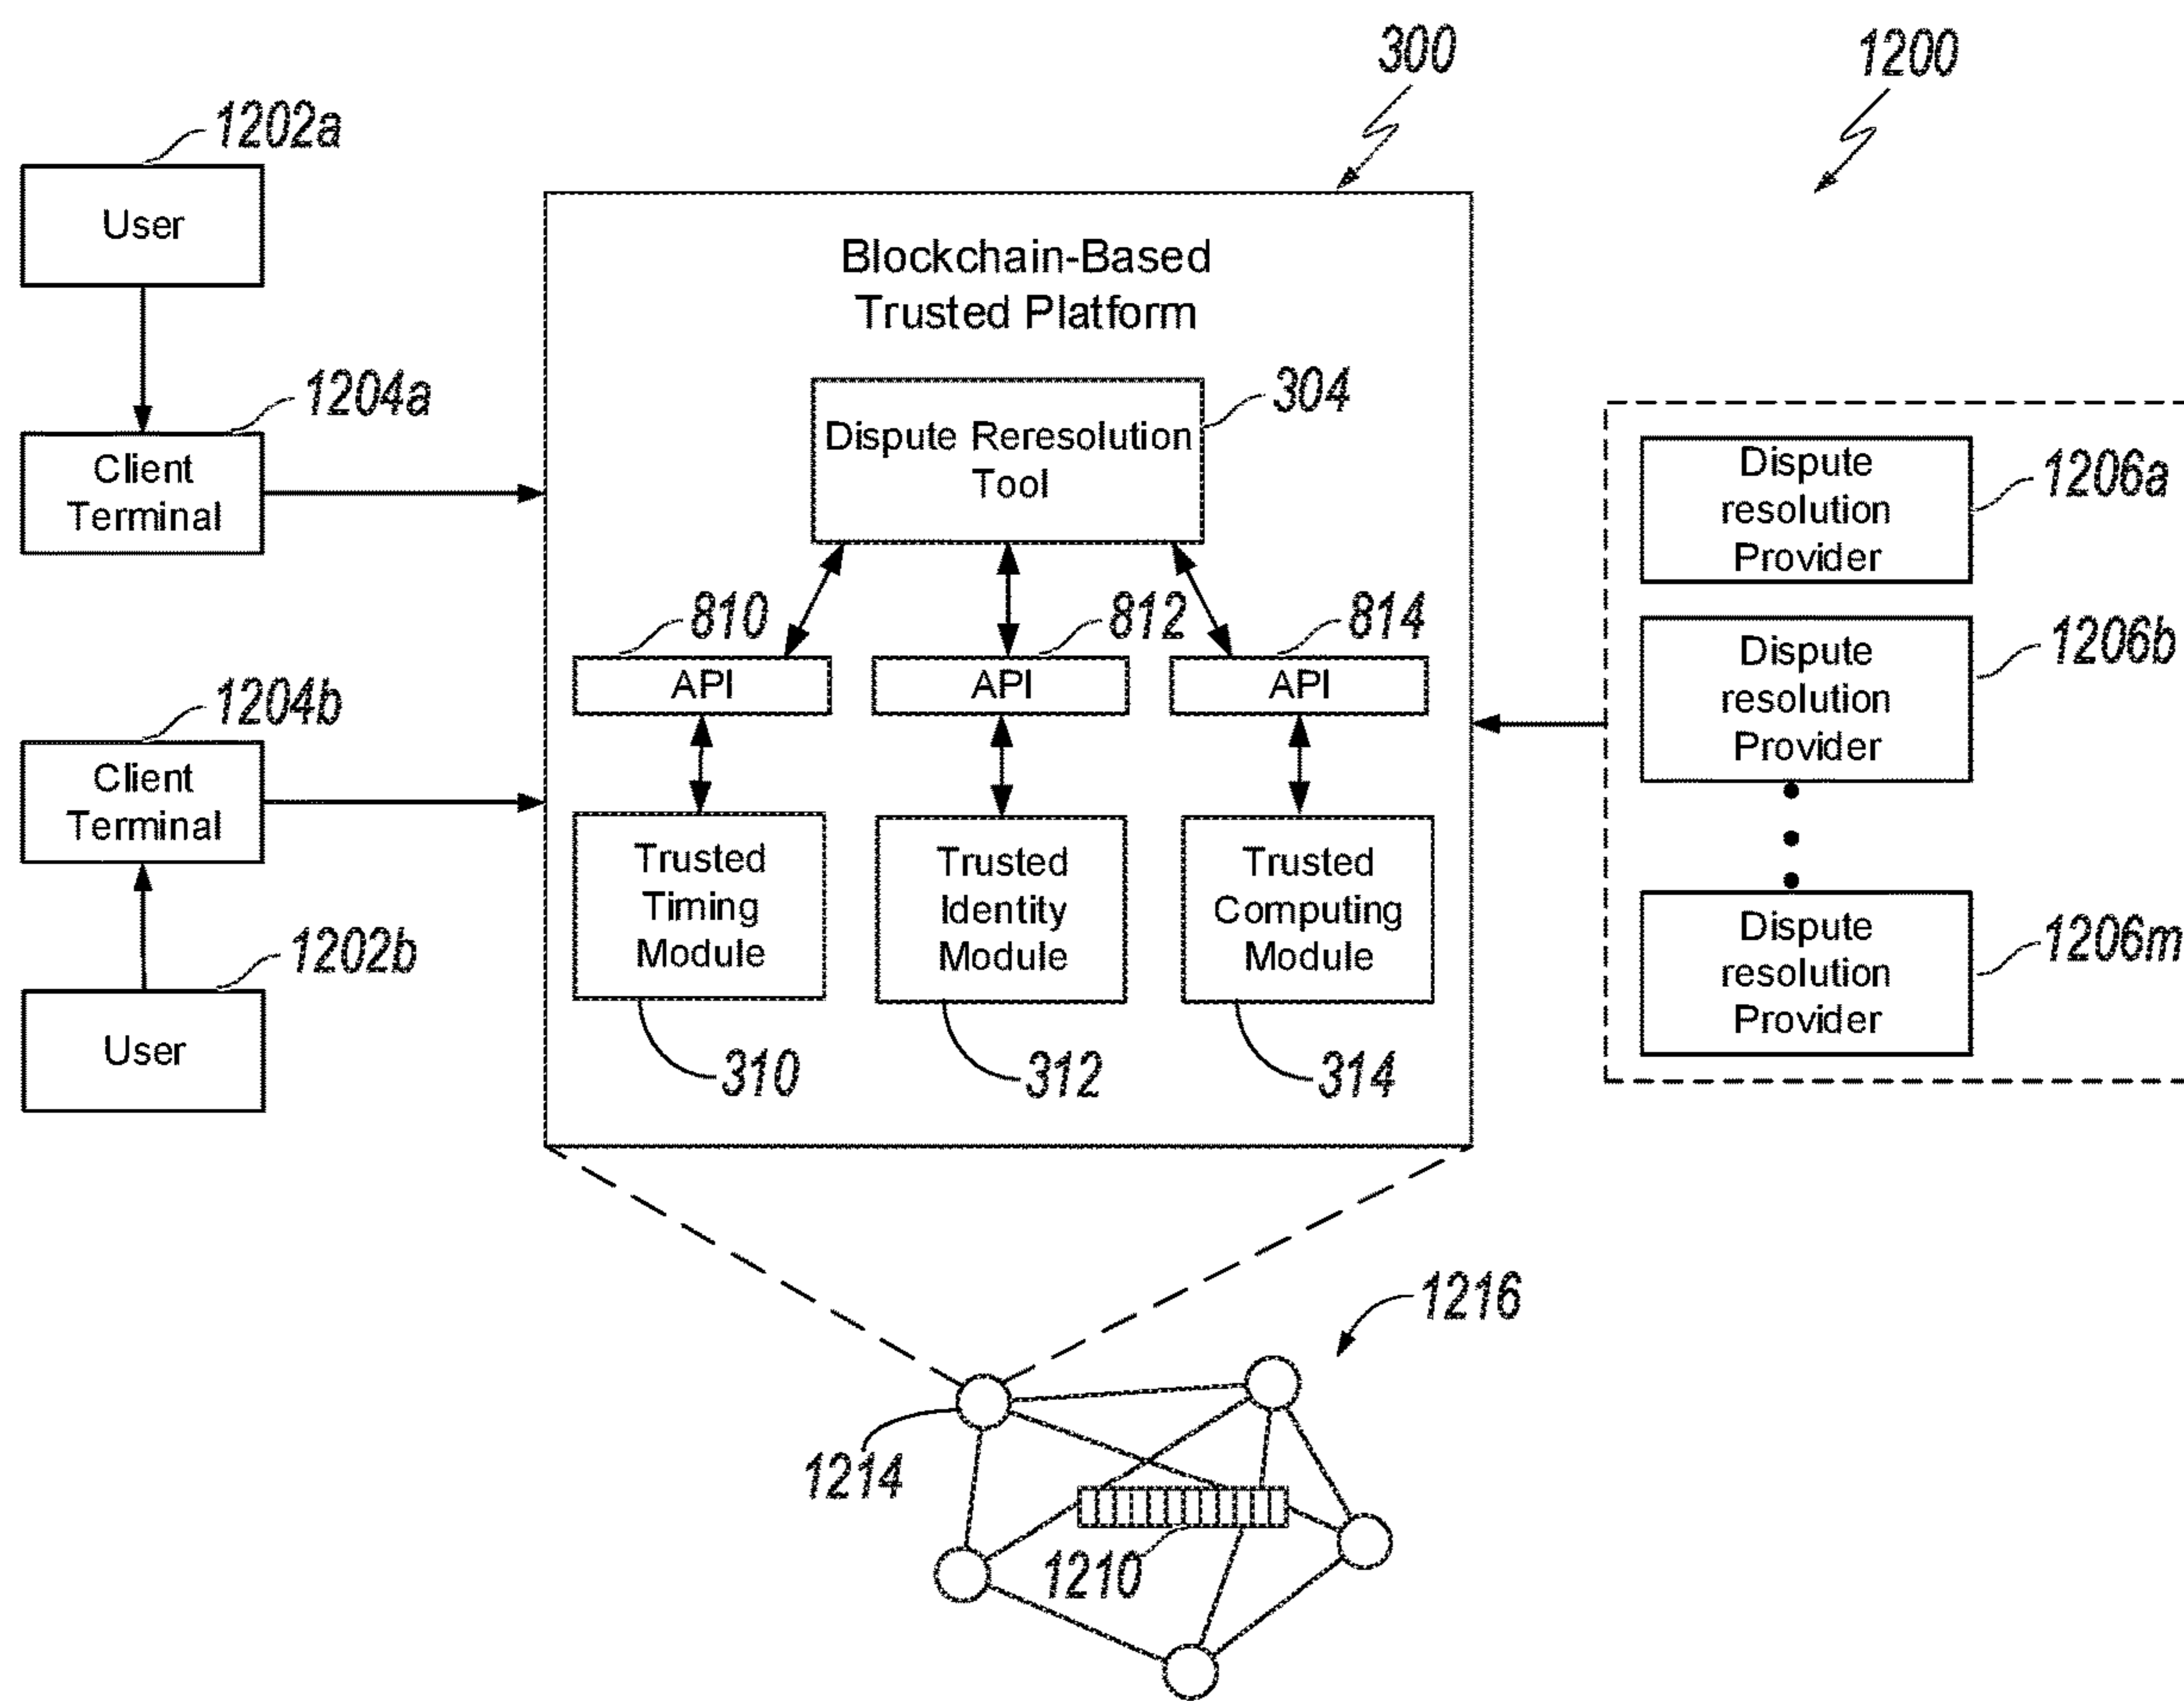 300
1200
1202a
User
Blockchain-Based
Trusted Platform
1204a
304
Client
Terminal
Dispute Reresolution
Tool
Dispute
resolution
Provider
1206a
810
812
814
Dispute
resolution
Provider
1206b
API
API
API
1204b
Client
Terminal
Trusted
Timing
Module
Trusted
Identity
Module
Trusted
Computing
Module
Dispute
resolution
Provider
1206m
1202b
User
310
312
314
1216
1214
1210